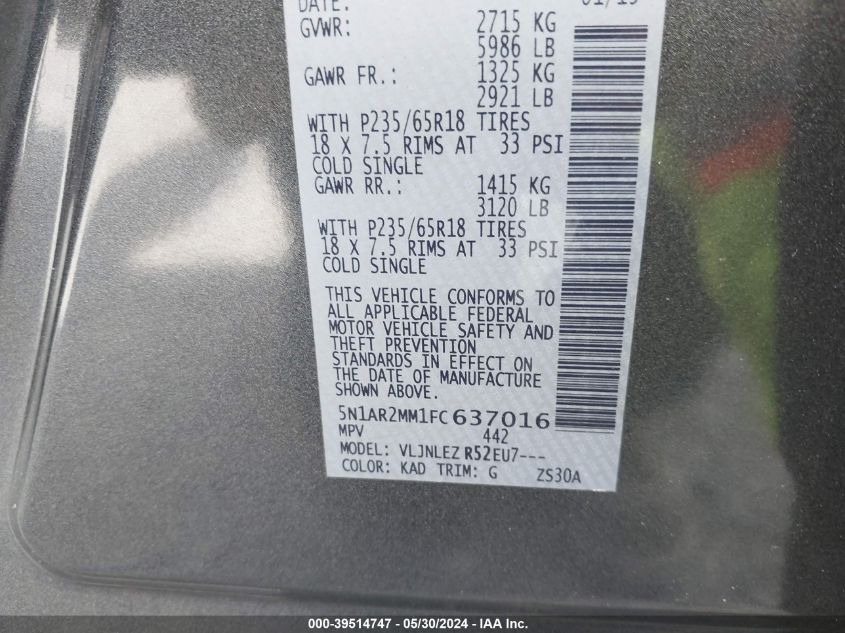 DATE: 01/15
GVWR: 2715 KG
5986 LB
GAWR FR.: 1325 KG
2921 LB
WITH P235/65R18 TIRES
18 X 7.5 RIMS AT 33 PSI
COLD SINGLE
GAWR RR.: 1415 KG
3120 LB
WITH P235/65R18 TIRES
18 X 7.5 RIMS AT 33 PSI
COLD SINGLE
THIS VEHICLE CONFORMS TO
ALL APPLICABLE FEDERAL
MOTOR VEHICLE SAFETY AND
THEFT PREVENTION
STANDARDS IN EFFECT ON
THE DATE OF MANUFACTURE
SHOWN ABOVE.
5N1AR2MM1FC637016
MPV 442
MODEL: VLJNLEZ R52EU7---
COLOR: KAD TRIM: G ZS30A
000-39514747 - 05/30/2024 - IAA Inc.